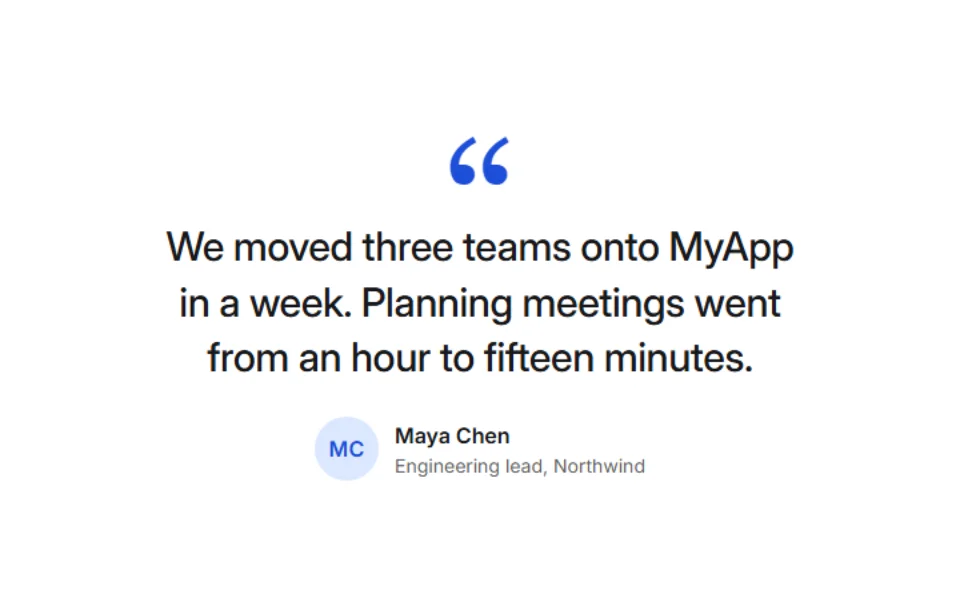 “
We moved three teams onto MyApp
in a week. Planning meetings went
from an hour to fifteen minutes.
MC
Maya Chen
Engineering lead, Northwind